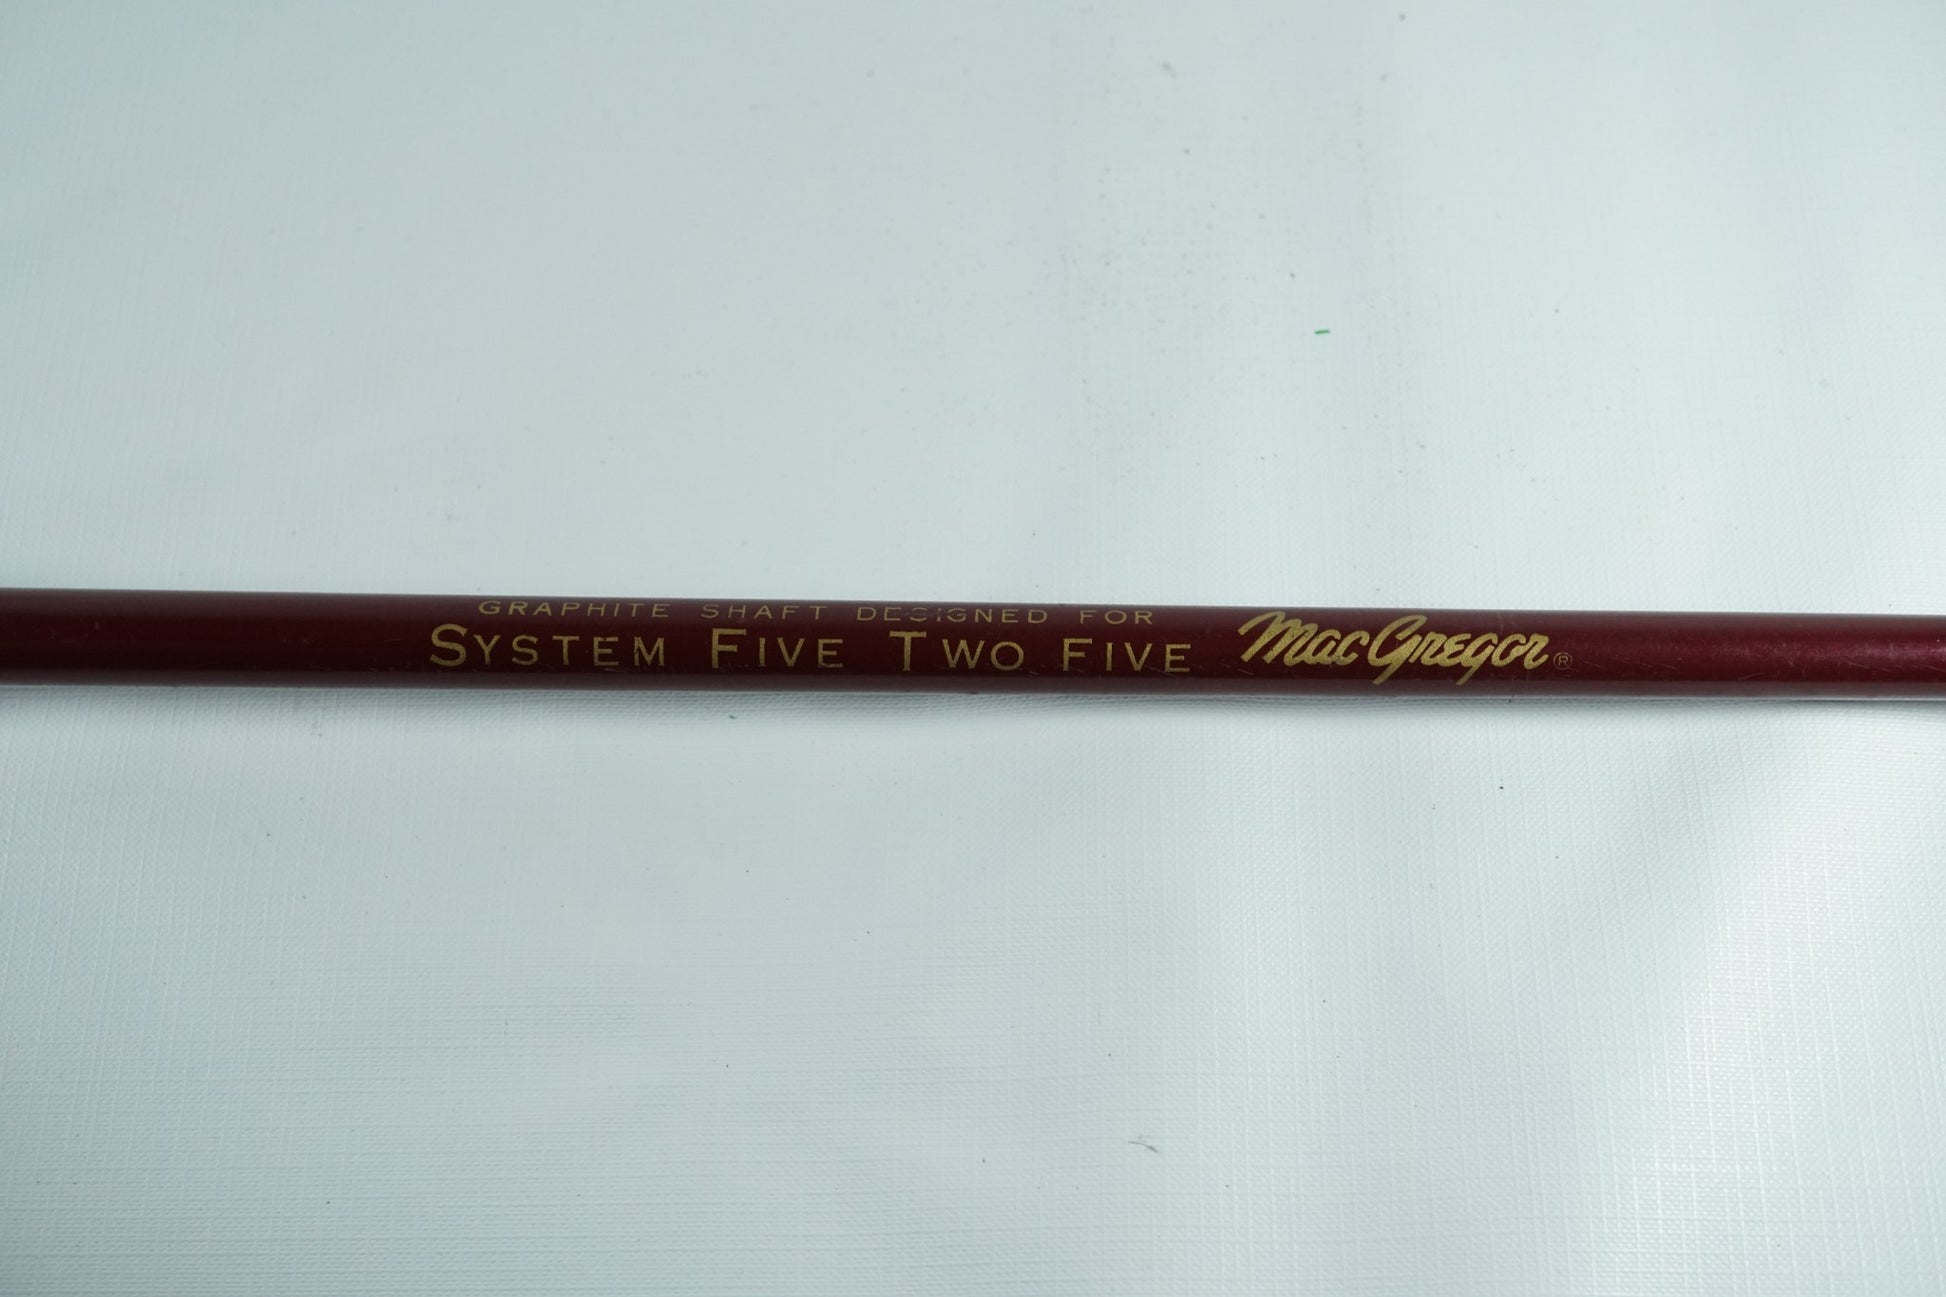 GRAPHITE SHAFT DESIGNED FOR
SYSTEM FIVE TWO FIVE MacGregor®